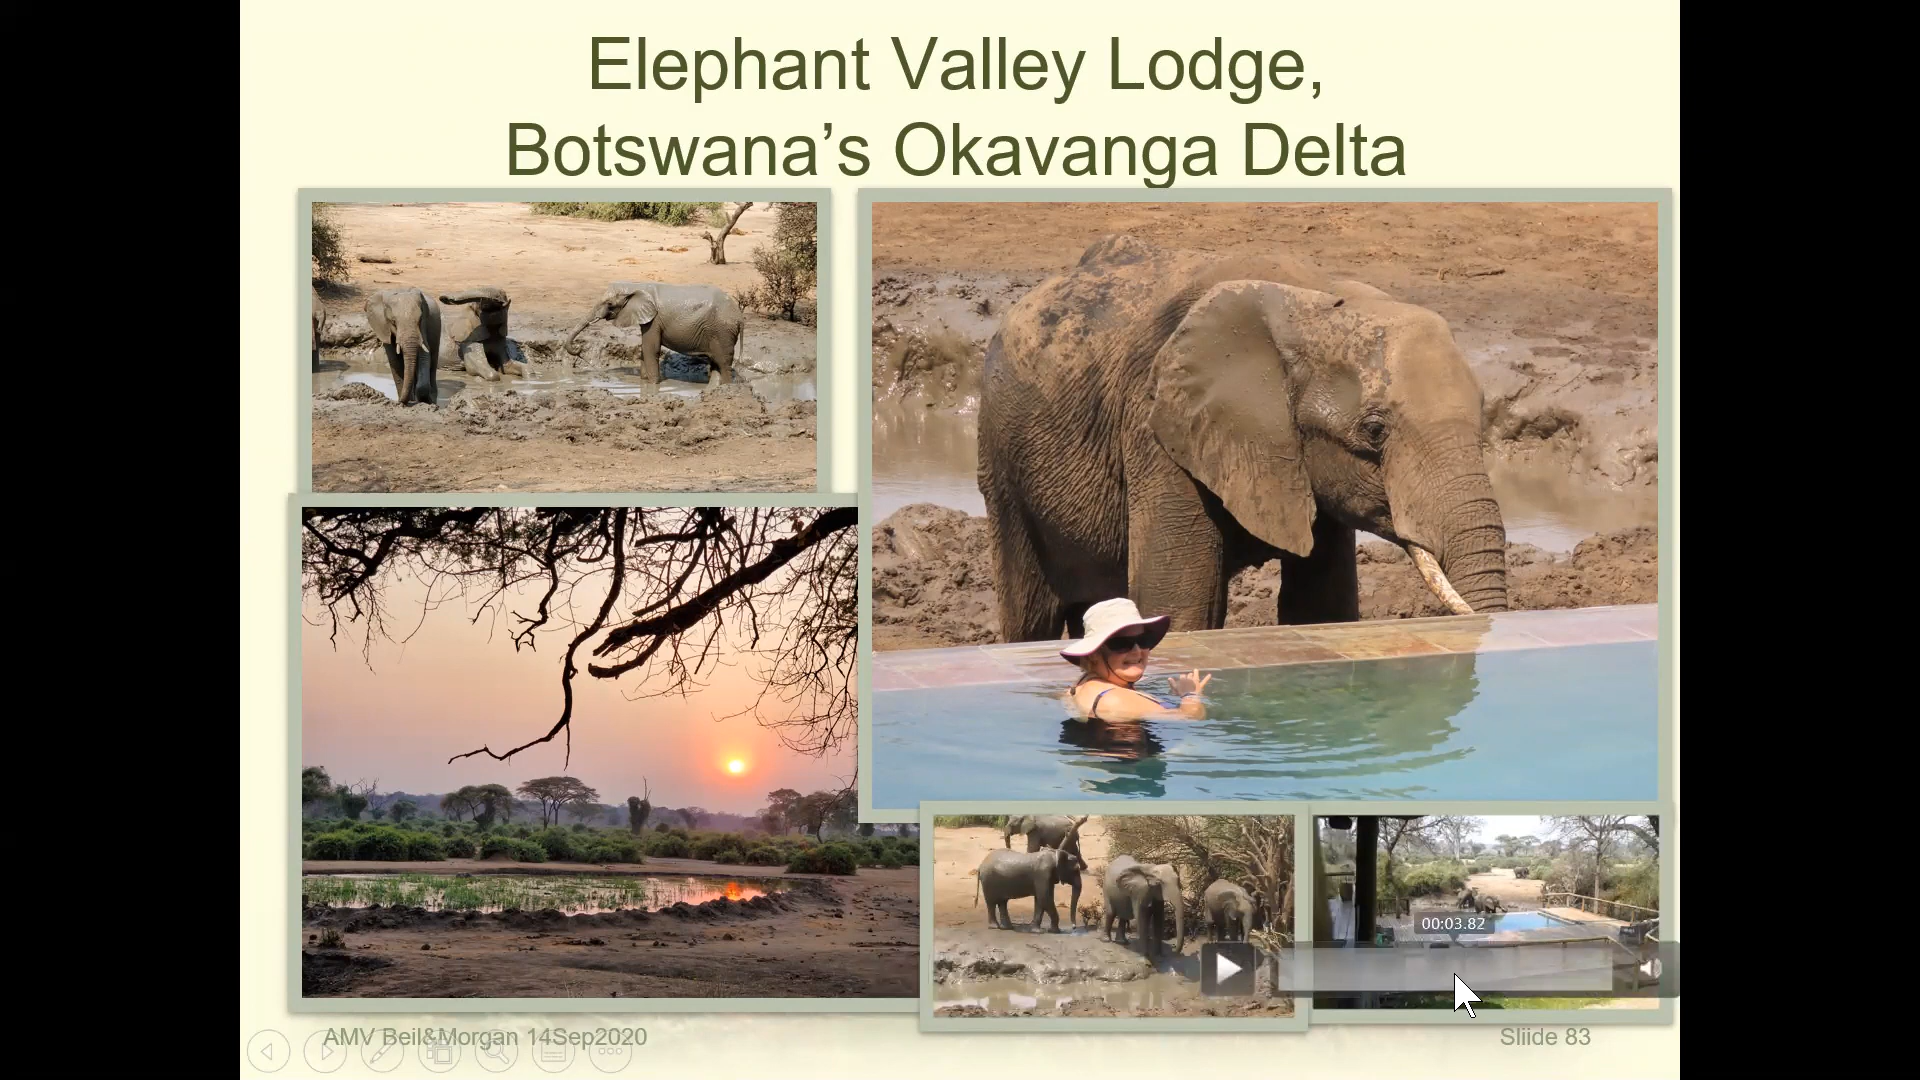 Elephant Valley Lodge,
Botswana’s Okavanga Delta
00:03.82
AMV Beil&Morgan 14Sep2020
Sliide 83